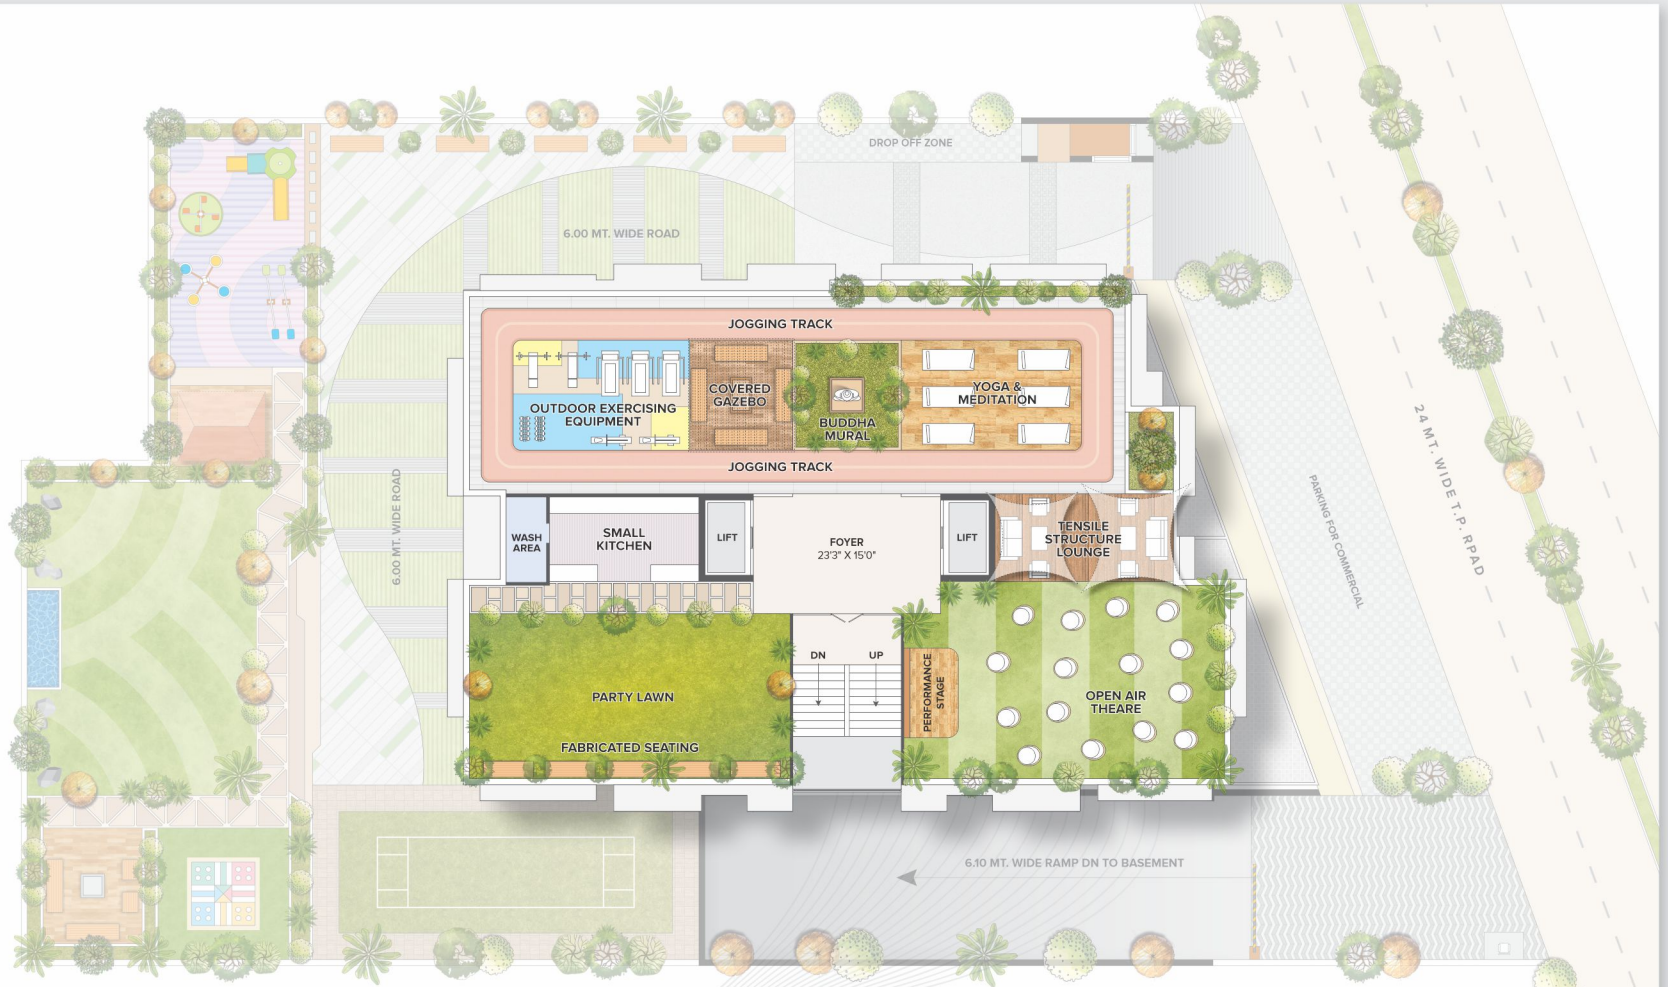 DROP OFF ZONE
6.00 MT. WIDE ROAD
JOGGING TRACK
OUTDOOR EXERCISING
EQUIPMENT
COVERED
GAZEBO
BUDDHA
MURAL
YOGA &
MEDITATION
JOGGING TRACK
6.00 MT. WIDE ROAD
WASH
AREA
SMALL
KITCHEN
LIFT
FOYER
23'3" X 15'0"
LIFT
TENSILE
STRUCTURE
LOUNGE
PARKING FOR COMMERCIAL
24 MT. WIDE T.P. RPAD
DN
UP
PARTY LAWN
FABRICATED SEATING
PERFORMANCE
STAGE
OPEN AIR
THEARE
6.10 MT. WIDE RAMP DN TO BASEMENT